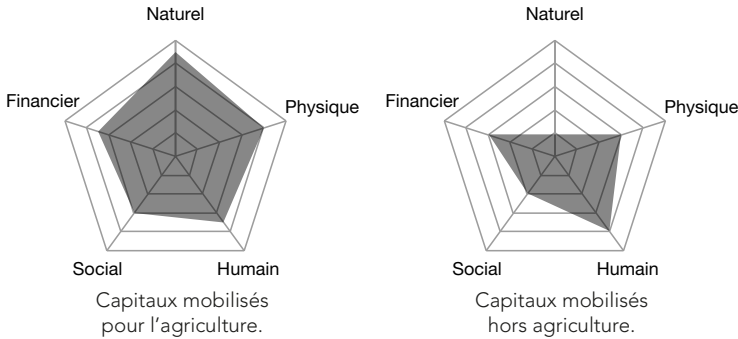 Naturel
Financier
Physique
Social
Humain
Capitaux mobilisés
pour l’agriculture.
Naturel
Financier
Physique
Social
Humain
Capitaux mobilisés
hors agriculture.